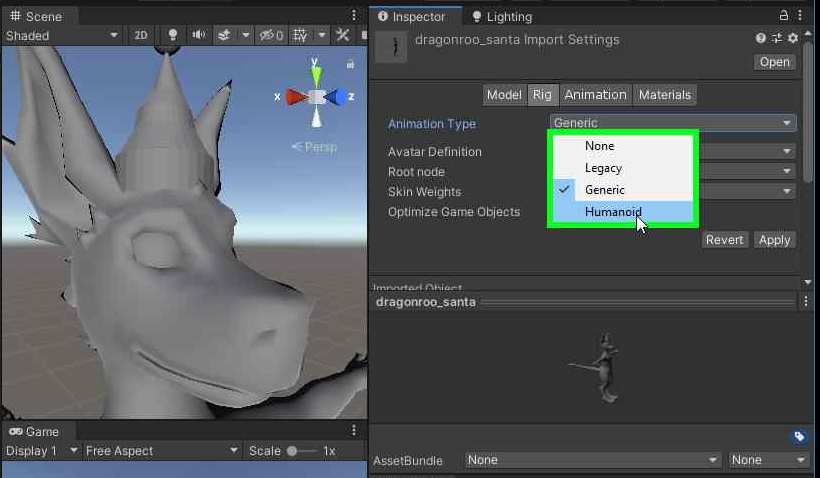 Scene
Shaded
2D
0
y
x
z
Persp
Game
Display 1
Free Aspect
Scale
1x
Inspector
Lighting
dragonroo_santa Import Settings
Open
Model
Rig
Animation
Materials
Animation Type
Generic
Avatar Definition
Root node
Skin Weights
Optimize Game Objects
None
Legacy
Generic
Humanoid
Revert
Apply
Imported Object
dragonroo_santa
AssetBundle
None
None